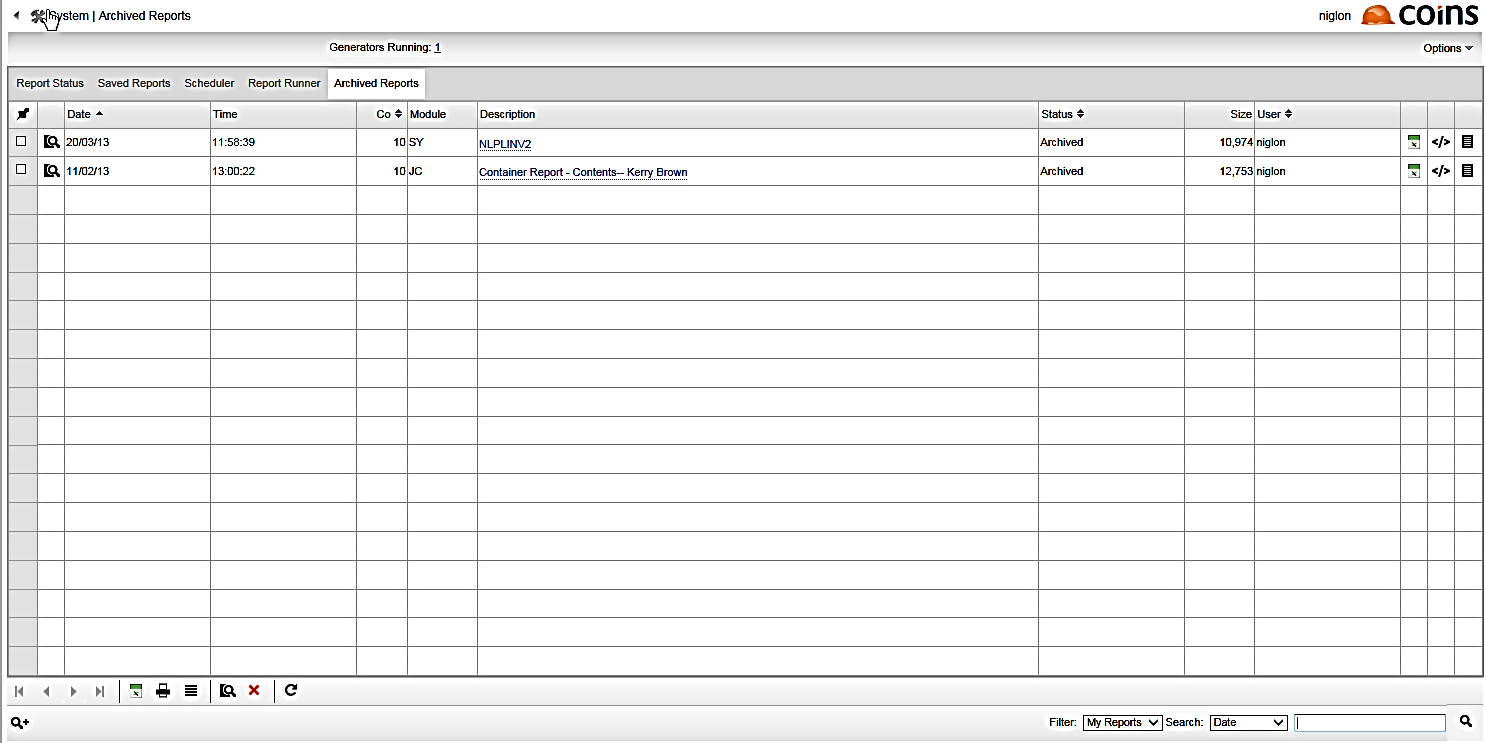 System | Archived Reports
niglon coins
Generators Running: 1
Options
Report Status Saved Reports Scheduler Report Runner Archived Reports
Date Time Co Module Description Status Size User
20/03/13 11:58:39 10 SY NLPLINV2 Archived 10,974 niglon </>
11/02/13 13:00:22 10 JC Container Report - Contents-- Kerry Brown Archived 12,753 niglon </>
Filter: My Reports Search: Date